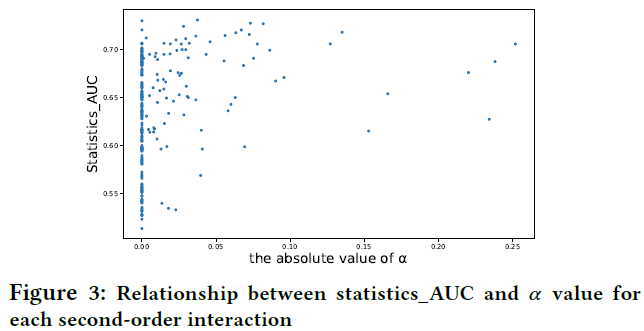 0.70
0.65
0.60
0.55
Statistics_AUC
0.00 0.05 0.10 0.15 0.20 0.25
the absolute value of α
Figure 3: Relationship between statistics_AUC and α value for
each second-order interaction